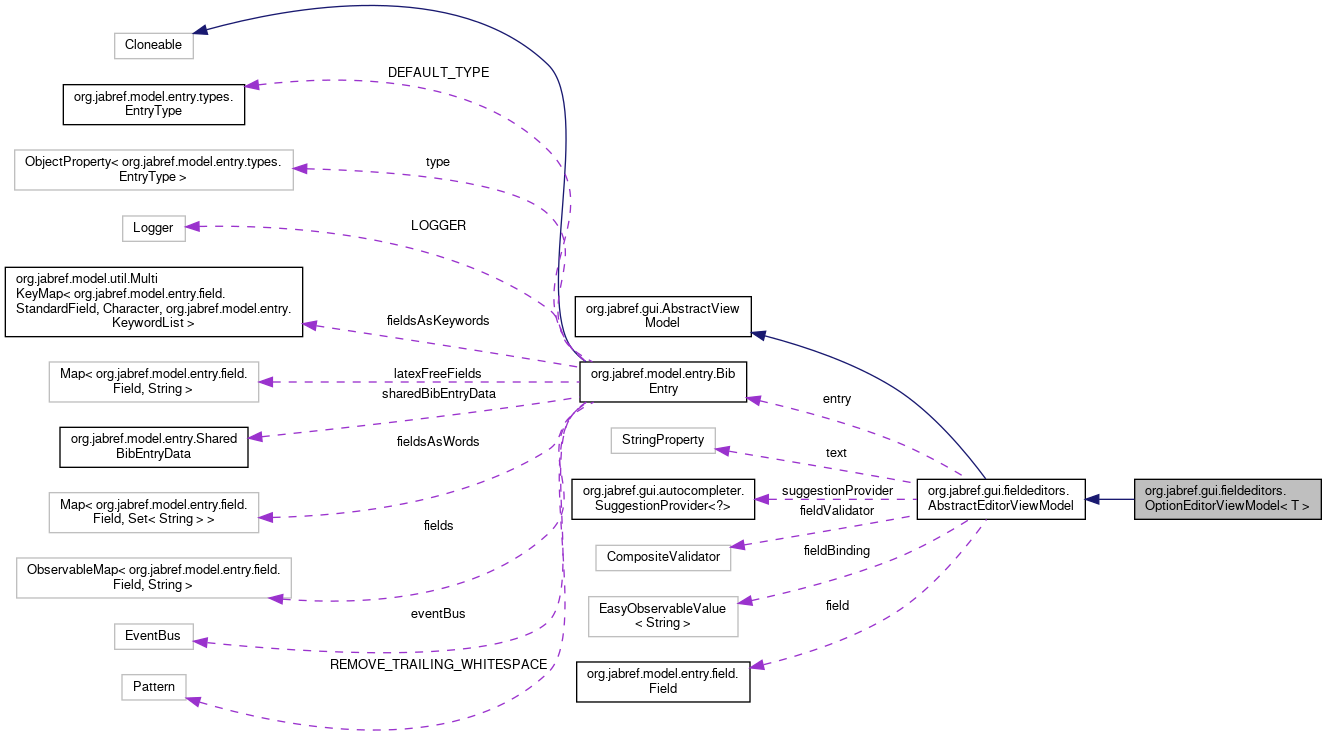 Cloneable
DEFAULT_TYPE
org.jabref.model.entry.types.
EntryType
ObjectProperty< org.jabref.model.entry.types.
EntryType >
type
Logger
LOGGER
org.jabref.model.util.Multi
KeyMap< org.jabref.model.entry.field.
StandardField, Character, org.jabref.model.entry.
KeywordList >
fieldsAsKeywords
Map< org.jabref.model.entry.field.
Field, String >
latexFreeFields
sharedBibEntryData
org.jabref.model.entry.Shared
BibEntryData
fieldsAsWords
Map< org.jabref.model.entry.field.
Field, Set< String > >
fields
ObservableMap< org.jabref.model.entry.field.
Field, String >
eventBus
EventBus
REMOVE_TRAILING_WHITESPACE
Pattern
org.jabref.gui.AbstractView
Model
org.jabref.model.entry.Bib
Entry
entry
StringProperty
text
org.jabref.gui.autocompleter.
SuggestionProvider<?>
suggestionProvider
fieldValidator
CompositeValidator
fieldBinding
EasyObservableValue
< String >
field
org.jabref.model.entry.field.
Field
org.jabref.gui.fieldeditors.
AbstractEditorViewModel
org.jabref.gui.fieldeditors.
OptionEditorViewModel< T >